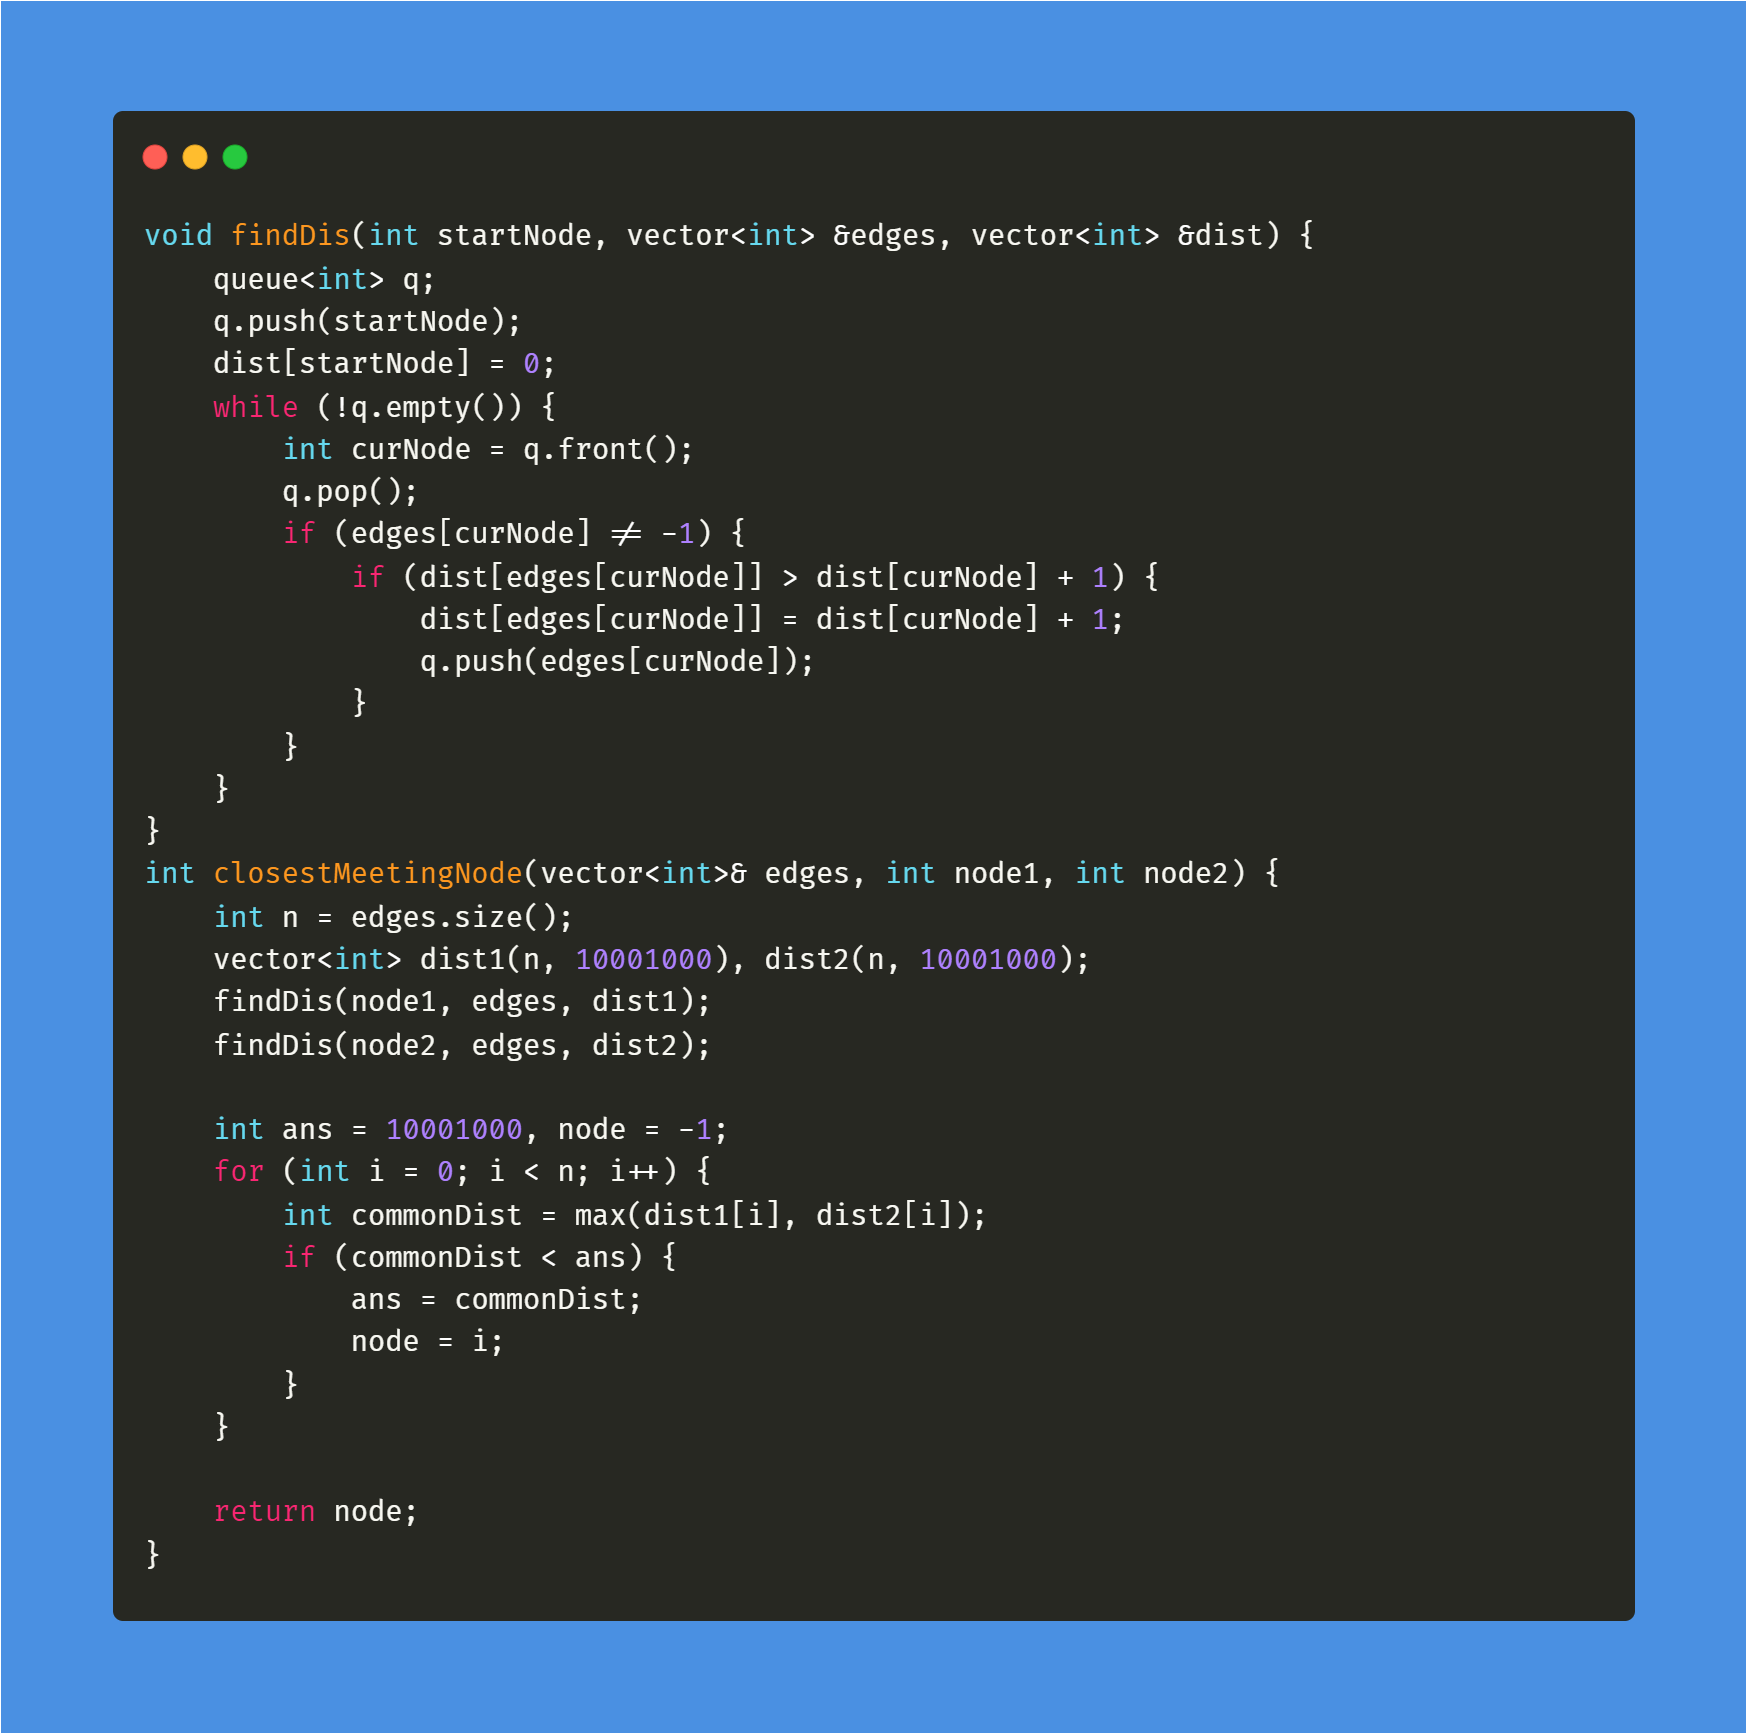 void findDis(int startNode, vector<int> &edges, vector<int> &dist) {
    queue<int> q;
    q.push(startNode);
    dist[startNode] = 0;
    while (!q.empty()) {
        int curNode = q.front();
        q.pop();
        if (edges[curNode] != -1) {
            if (dist[edges[curNode]] > dist[curNode] + 1) {
                dist[edges[curNode]] = dist[curNode] + 1;
                q.push(edges[curNode]);
            }
        }
    }
}
int closestMeetingNode(vector<int>& edges, int node1, int node2) {
    int n = edges.size();
    vector<int> dist1(n, 10001000), dist2(n, 10001000);
    findDis(node1, edges, dist1);
    findDis(node2, edges, dist2);

    int ans = 10001000, node = -1;
    for (int i = 0; i < n; i++) {
        int commonDist = max(dist1[i], dist2[i]);
        if (commonDist < ans) {
            ans = commonDist;
            node = i;
        }
    }

    return node;
}